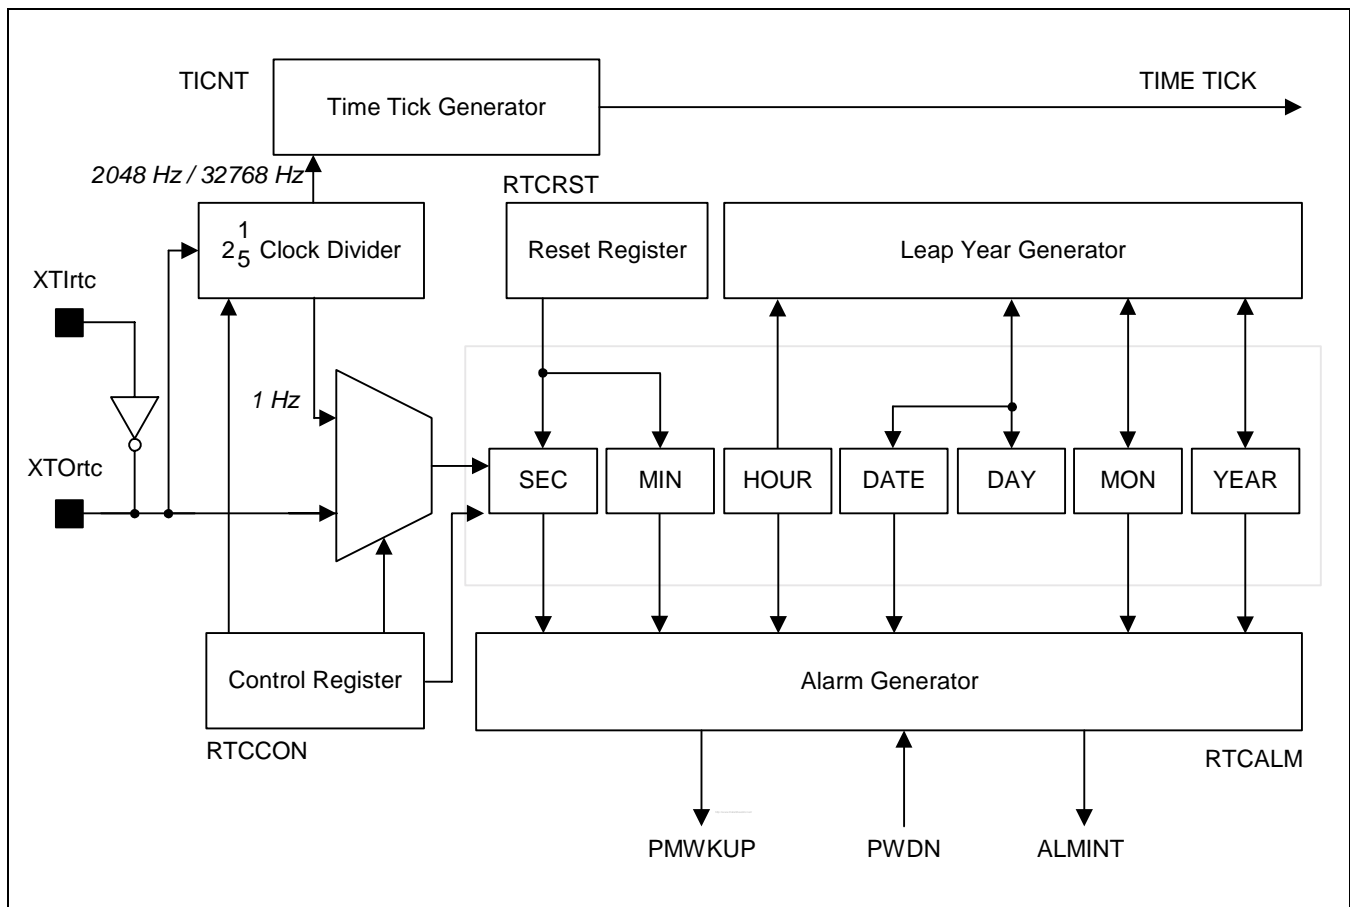 TICNT
Time Tick Generator
TIME TICK
2048 Hz / 32768 Hz
RTCRST
2 1 5 Clock Divider
Reset Register
Leap Year Generator
XTIrtc
1 Hz
XTOrtc
SEC
MIN
HOUR
DATE
DAY
MON
YEAR
Control Register
Alarm Generator
RTCCON
RTCALM
PMWKUP
PWDN
ALMINT